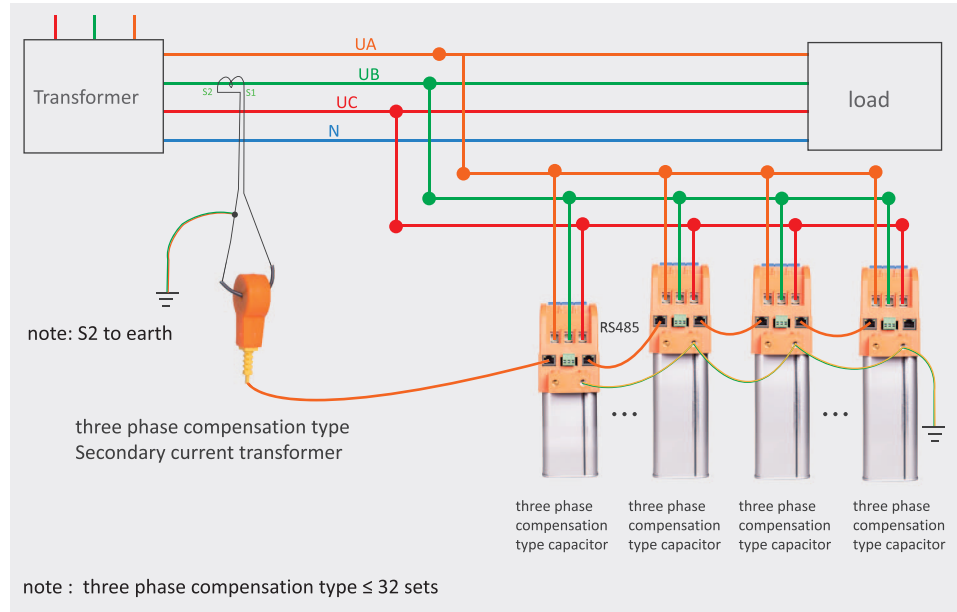 UA
UB
Transformer
S2
S1
UC
load
N
RS485
note: S2 to earth
three phase compensation type
Secondary current transformer
...
...
three phase
compensation
type capacitor
three phase
compensation
type capacitor
three phase
compensation
type capacitor
three phase
compensation
type capacitor
note : three phase compensation type ≤ 32 sets